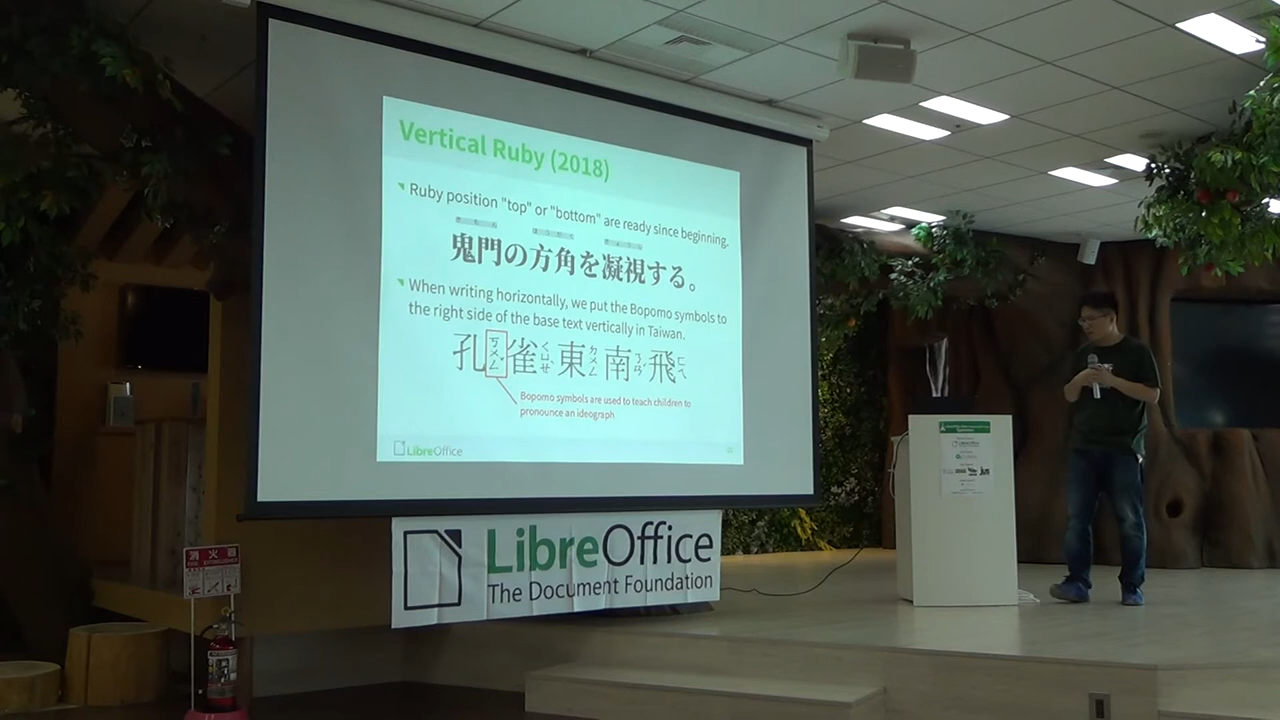 Vertical Ruby (2018)
Ruby position "top" or "bottom" are ready since beginning.
鬼門の方角を凝視する。
When writing horizontally, we put the Bopomo symbols to
the right side of the base text vertically in Taiwan.
孔雀東南飛
Bopomo symbols are used to teach children to
pronounce an ideograph
LibreOffice
LibreOffice
The Document Foundation
消火器